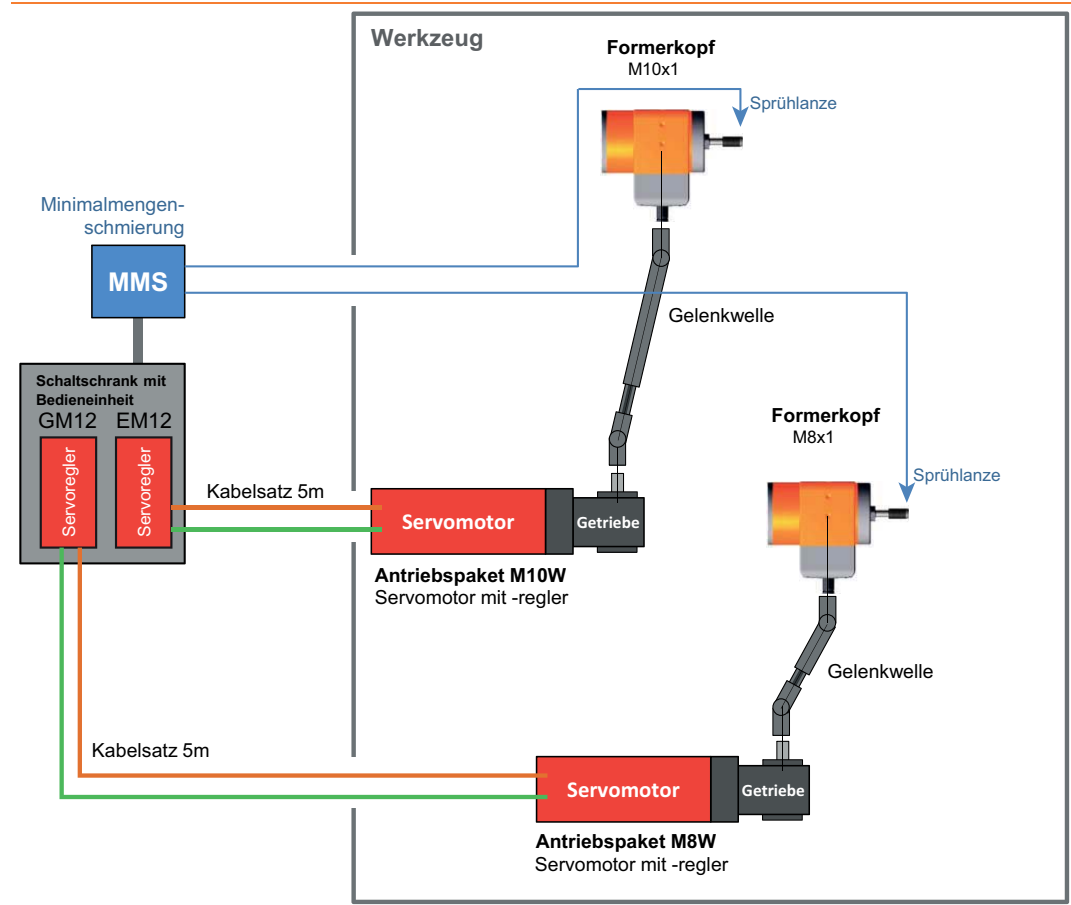 Werkzeug
Formerkopf
M10x1
Sprühlanze
Minimalmengen-
schmierung
MMS
Gelenkwelle
Schaltschrank mit
Bedieneinheit
GM12 EM12
Servoregler
Servoregler
Formerkopf
M8x1
Sprühlanze
Kabelsatz 5m
Servomotor
Getriebe
Antriebspaket M10W
Servomotor mit -regler
Gelenkwelle
Kabelsatz 5m
Servomotor
Getriebe
Antriebspaket M8W
Servomotor mit -regler